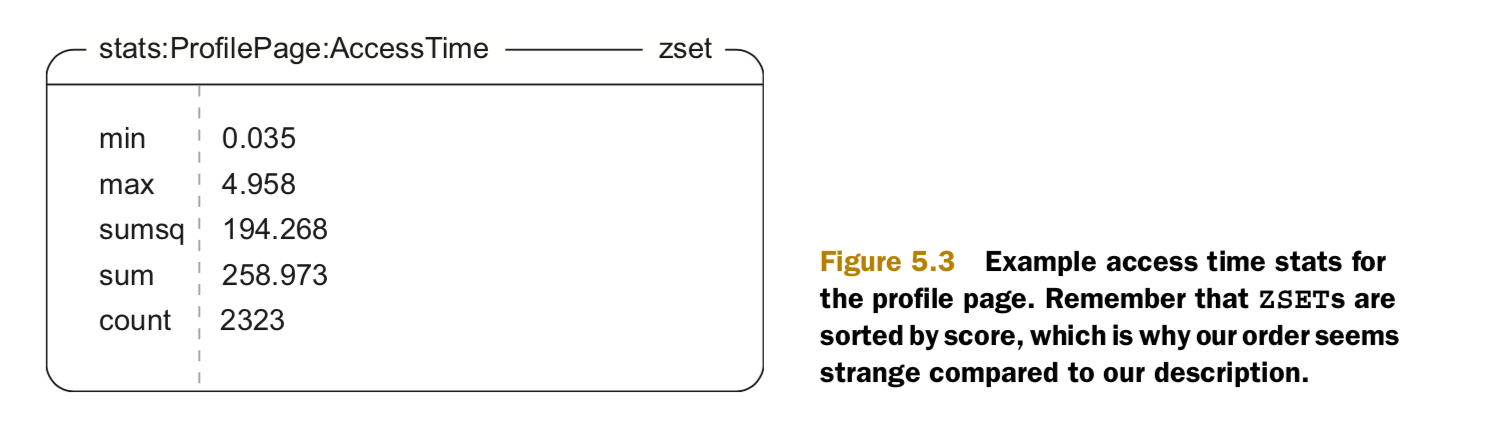 stats:ProfilePage:AccessTime zset
min 0.035
max 4.958
sumsq 194.268
sum 258.973
count 2323
Figure 5.3 Example access time stats for
the profile page. Remember that ZSETs are
sorted by score, which is why our order seems
strange compared to our description.